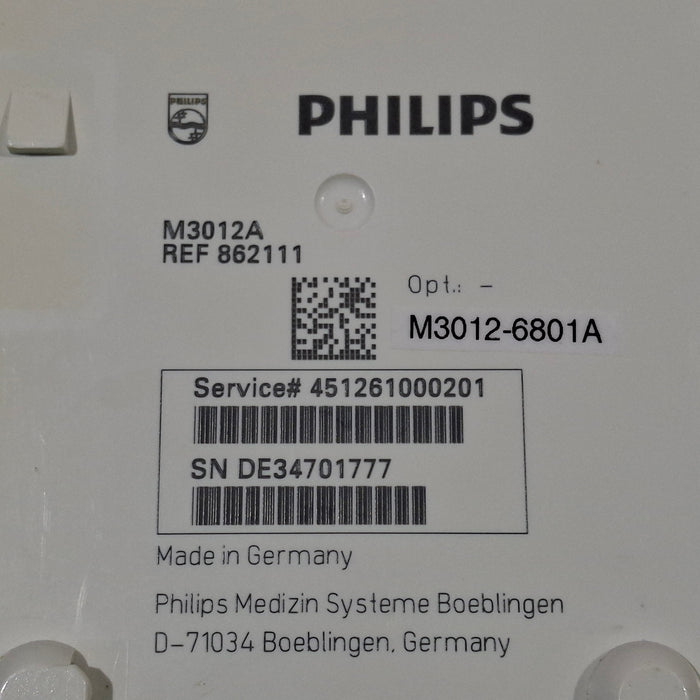 PHILIPS
PHILIPS
M3012A
REF 862111
Opt.: -
M3012-6801A
Service# 451261000201
SN DE34701777
Made in Germany
Philips Medizin Systeme Boeblingen
D-71034 Boeblingen, Germany